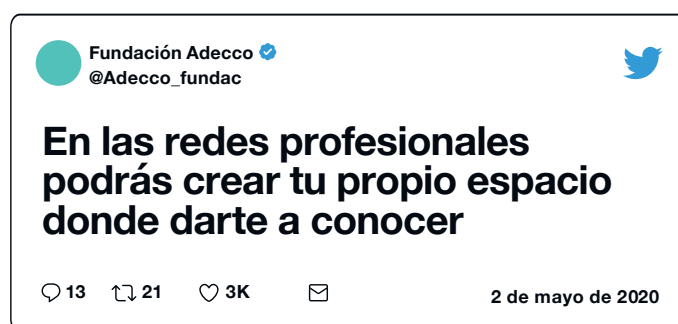 Fundación Adecco
@Adecco_fundac
En las redes profesionales
podrás crear tu propio espacio
donde darte a conocer
13 21 3K 2 de mayo de 2020